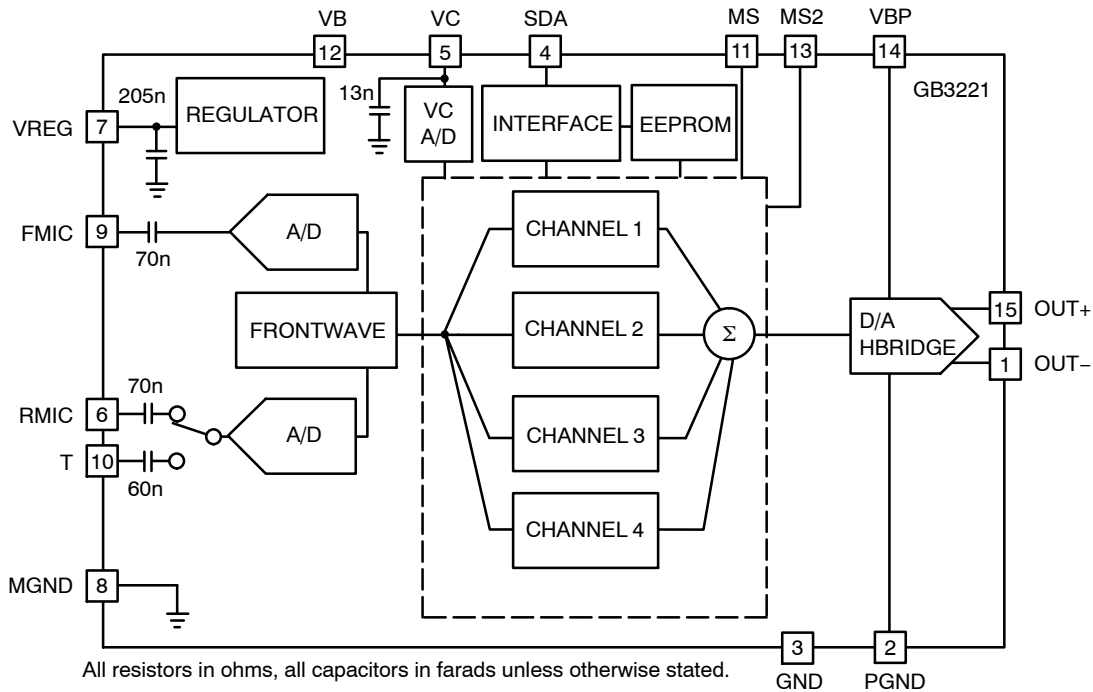 VB
VC
SDA
MS
MS2
VBP
12
5
4
11
13
14
GB3221
205n
REGULATOR
13n
VC
A/D
INTERFACE
EEPROM
VREG
7
FMIC
9
70n
A/D
CHANNEL 1
FRONTWAVE
CHANNEL 2
Σ
D/A
HBRIDGE
15
OUT+
1
OUT−
70n
RMIC
6
A/D
CHANNEL 3
T
10
60n
CHANNEL 4
MGND
8
3
2
All resistors in ohms, all capacitors in farads unless otherwise stated.
GND
PGND